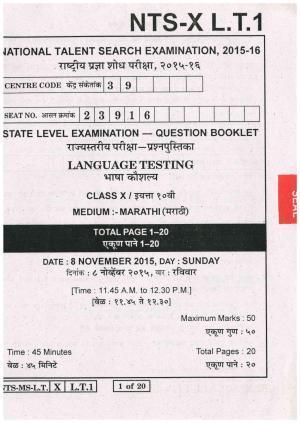 NTS-X L.T.1
NATIONAL TALENT SEARCH EXAMINATION, 2015-16
राष्ट्रीय प्रज्ञा शोध परीक्षा, २०१५-१६
CENTRE CODE केंद्र संकेतांक 3 9
SEAT NO. आसन क्रमांक 2 3 9 1 6
STATE LEVEL EXAMINATION — QUESTION BOOKLET
राज्यस्तरीय परीक्षा—प्रश्नपुस्तिका
LANGUAGE TESTING
भाषा कौशल्य
CLASS X / इयत्ता १०वी
MEDIUM :- MARATHI (मराठी)
TOTAL PAGE 1–20
एकूण पाने 1–20
DATE : 8 NOVEMBER 2015, DAY : SUNDAY
दिनांक : ८ नोव्हेंबर २०१५, वार : रविवार
[Time : 11.45 A.M. to 12.30 P.M.]
[वेळ : ११.४५ ते १२.३०]
Maximum Marks : 50
एकूण गुण : ५०
Time : 45 Minutes
Total Pages : 20
वेळ : ४५ मिनिटे
एकूण पाने : २०
NTS-MS-L.T. X L.T.1 1 of 20
SEAL